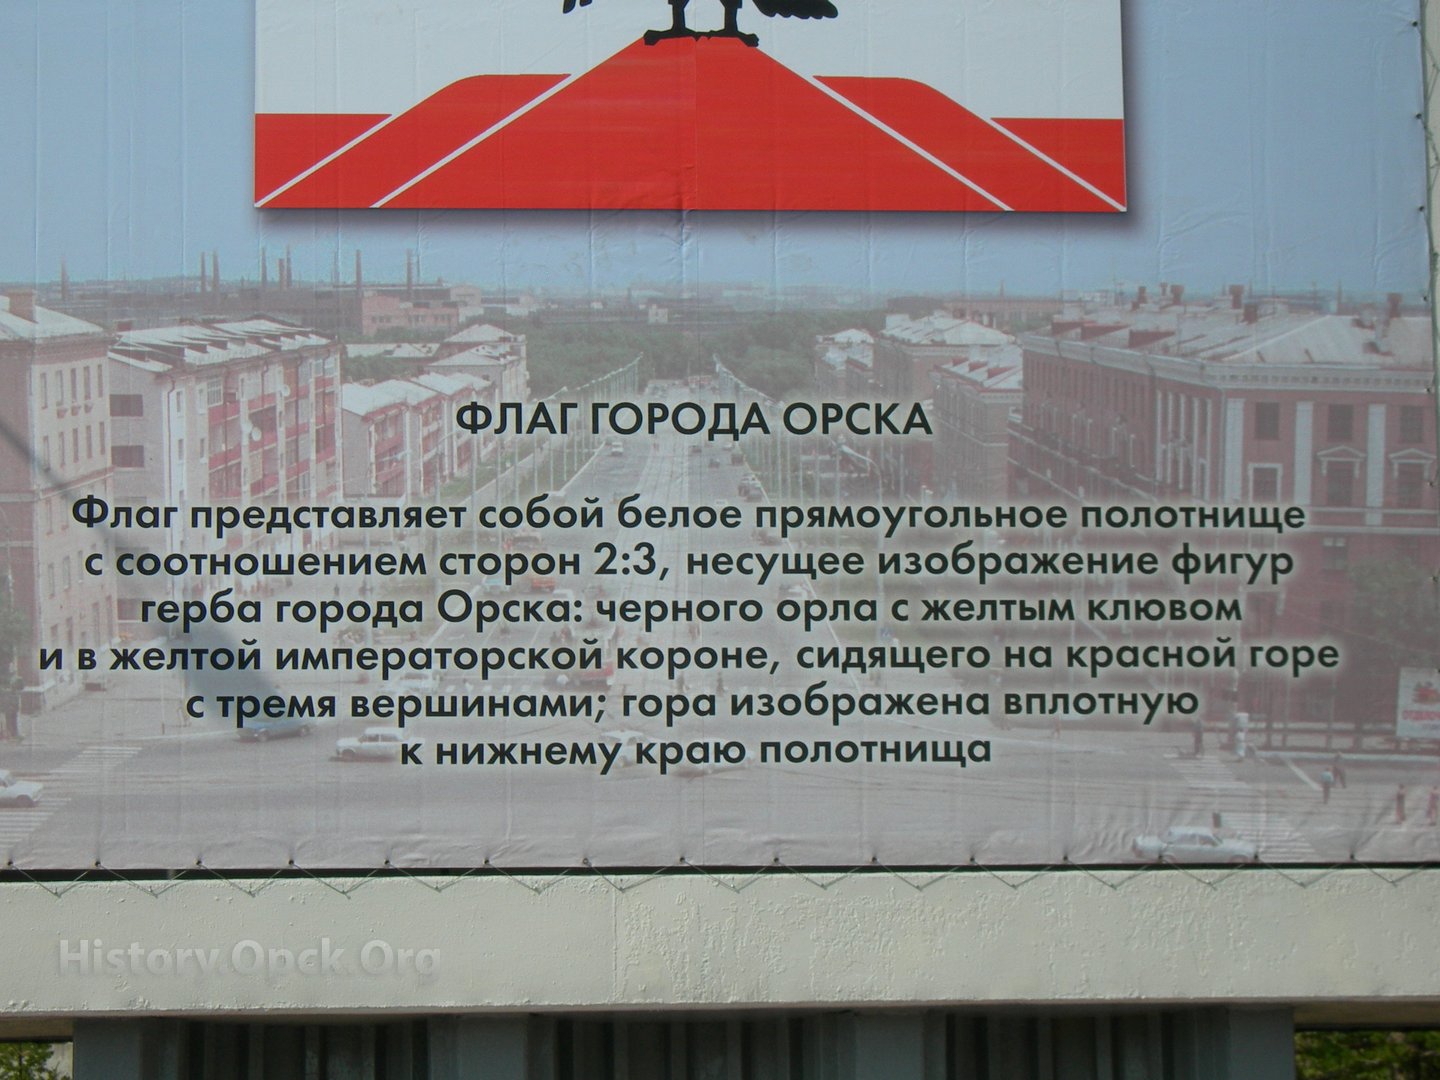 ФЛАГ ГОРОДА ОРСКА
Флаг представляет собой белое прямоугольное полотнище
с соотношением сторон 2:3, несущее изображение фигур
герба города Орска: черного орла с желтым клювом
и в желтой императорской короне, сидящего на красной горе
с тремя вершинами; гора изображена вплотную
к нижнему краю полотнища
History.Opck.Org